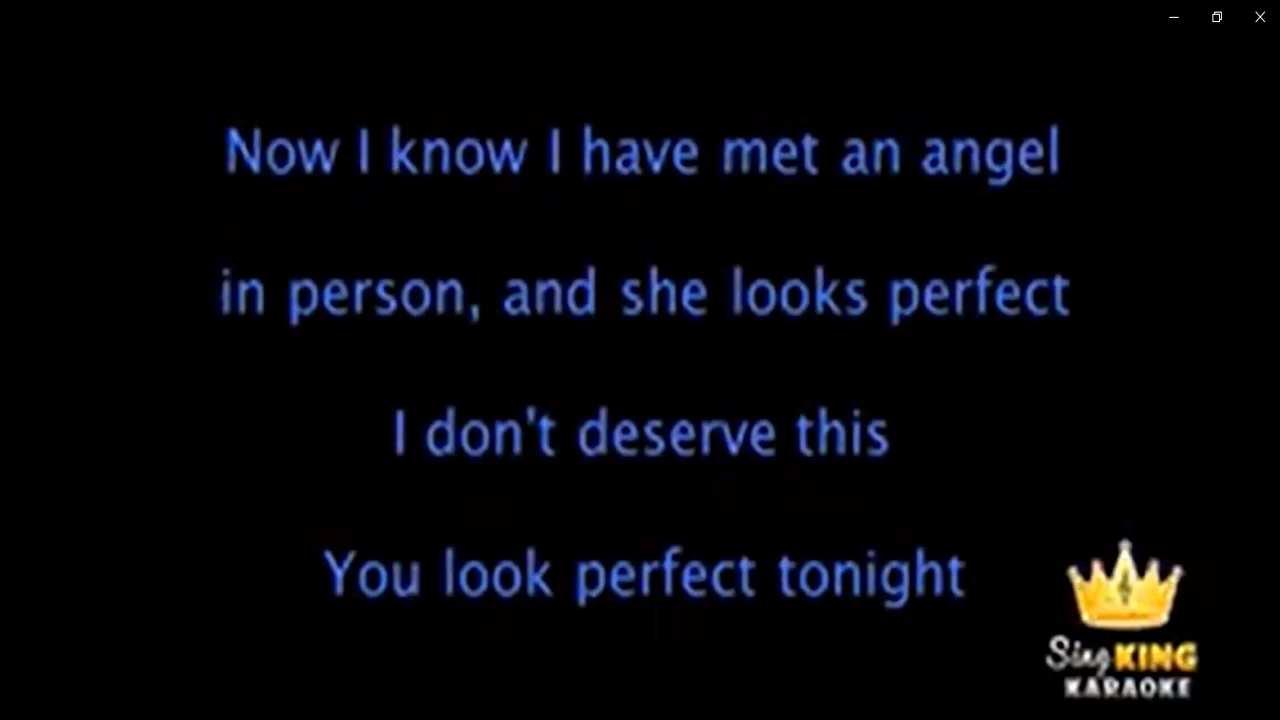 Now I know I have met an angel
in person, and she looks perfect
I don't deserve this
You look perfect tonight
Sing KING
KARAOKE